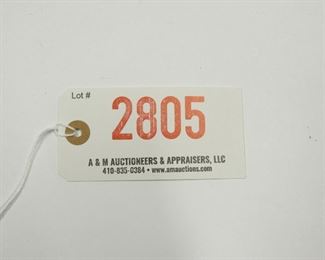 Lot #
2805
A & M AUCTIONEERS & APPRAISERS, LLC
410-835-0384 • www.amauctions.com